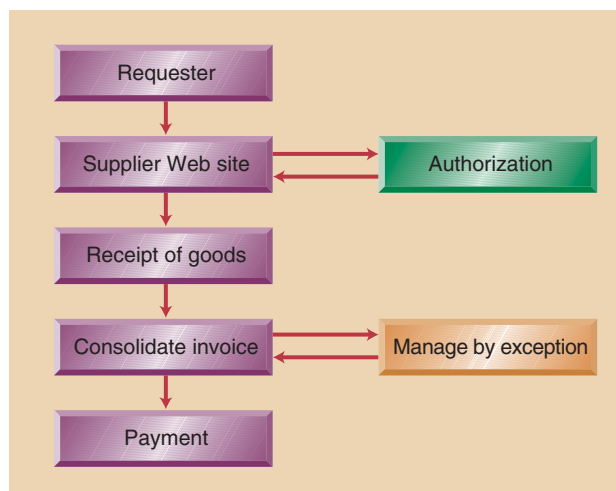 Requester
Supplier Web site
Authorization
Receipt of goods
Consolidate invoice
Manage by exception
Payment